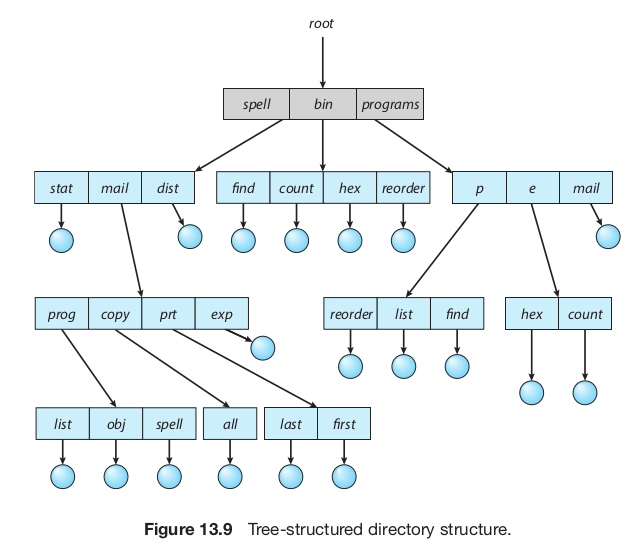 root
spell bin programs
stat mail dist find count hex reorder p e mail
prog copy prt exp reorder list find hex count
list obj spell all last first
Figure 13.9 Tree-structured directory structure.